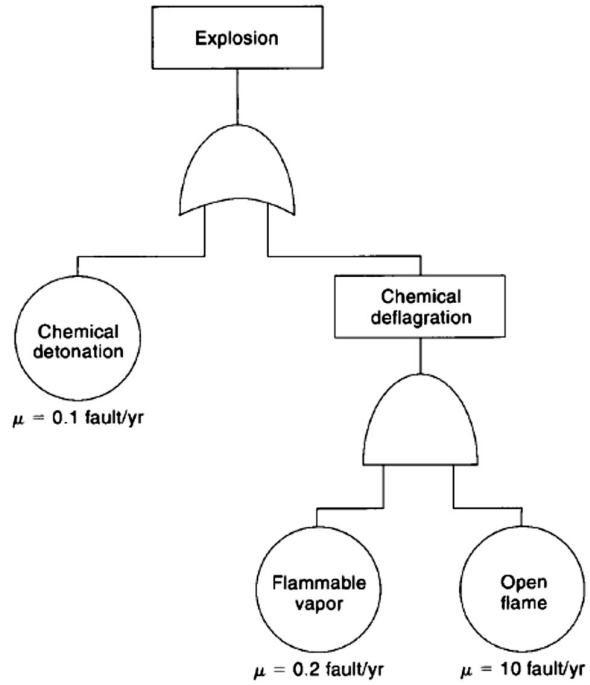 Explosion
Chemical
detonation
μ = 0.1 fault/yr
Chemical
deflagration
Flammable
vapor
μ = 0.2 fault/yr
Open
flame
μ = 10 fault/yr